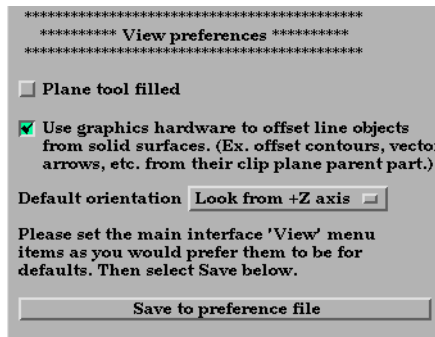 ******************************************
********** View preferences **********
******************************************
Plane tool filled
Use graphics hardware to offset line objects
from solid surfaces. (Ex. offset contours, vector
arrows, etc. from their clip plane parent part.)
Default orientation Look from +Z axis
Please set the main interface 'View' menu
items as you would prefer them to be for
defaults. Then select Save below.
Save to preference file